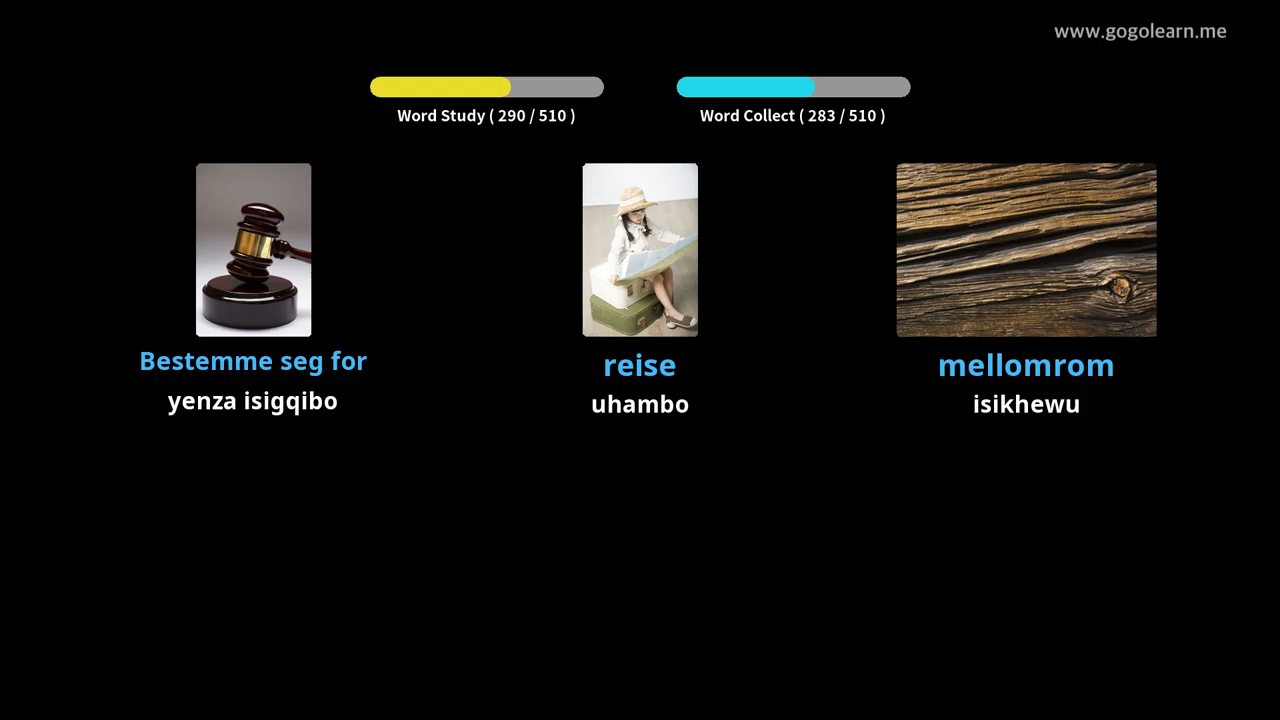 www.gogolearn.me
Word Study ( 290 / 510 )
Word Collect ( 283 / 510 )
Bestemme seg for
yenza isigqibo
reise
uhambo
mellomrom
isikhewu